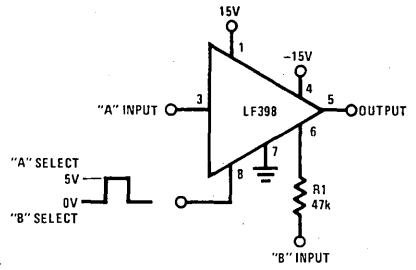 15V
1
-15V
4
"A" INPUT
3
LF398
5
OUTPUT
6
7
8
"A" SELECT
5V
0V
"B" SELECT
R1
47k
"B" INPUT